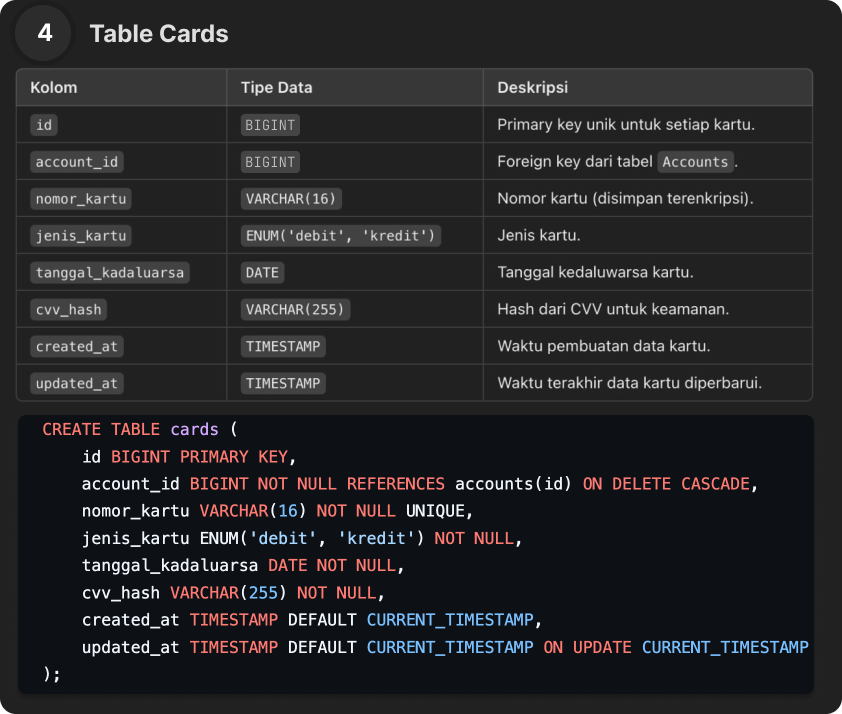 4 Table Cards
Kolom Tipe Data Deskripsi
id BIGINT Primary key unik untuk setiap kartu.
account_id BIGINT Foreign key dari tabel Accounts.
nomor_kartu VARCHAR(16) Nomor kartu (disimpan terenkripsi).
jenis_kartu ENUM('debit', 'kredit') Jenis kartu.
tanggal_kadaluarsa DATE Tanggal kedaluwarsa kartu.
cvv_hash VARCHAR(255) Hash dari CVV untuk keamanan.
created_at TIMESTAMP Waktu pembuatan data kartu.
updated_at TIMESTAMP Waktu terakhir data kartu diperbarui.
CREATE TABLE cards (
id BIGINT PRIMARY KEY,
account_id BIGINT NOT NULL REFERENCES accounts(id) ON DELETE CASCADE,
nomor_kartu VARCHAR(16) NOT NULL UNIQUE,
jenis_kartu ENUM('debit', 'kredit') NOT NULL,
tanggal_kadaluarsa DATE NOT NULL,
cvv_hash VARCHAR(255) NOT NULL,
created_at TIMESTAMP DEFAULT CURRENT_TIMESTAMP,
updated_at TIMESTAMP DEFAULT CURRENT_TIMESTAMP ON UPDATE CURRENT_TIMESTAMP
);